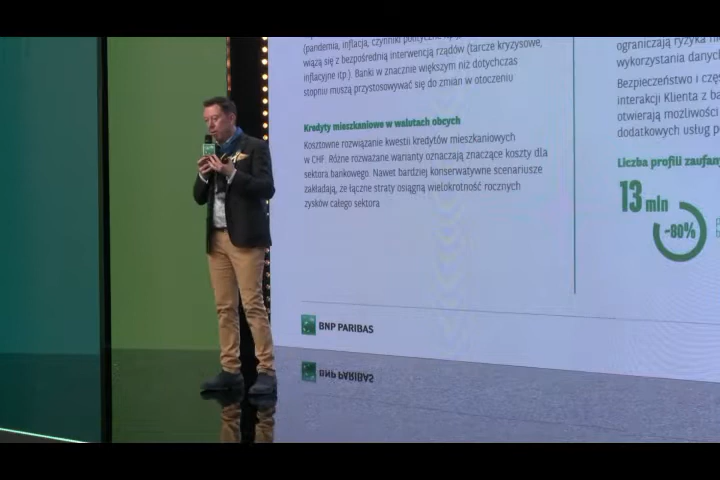 (pandemia, inflacja, czynniki polityczne
wiążą się z bezpośrednią interwencją rządów (tarcze kryzysowe,
inflacyjne itp.). Banki w znacznie większym niż dotychczas
stopniu muszą przystosowywać się do zmian w otoczeniu
Kredyty mieszkaniowe w walutach obcych
Kosztowne rozwiązanie kwestii kredytów mieszkaniowych
w CHF. Różne rozważane warianty oznaczają znaczące koszty dla
sektora bankowego. Nawet bardziej konserwatywne scenariusze
zakładają, że łączne straty osiągną wielokrotność rocznych
zysków całego sektora
BNP PARIBAS
ograniczają ryzyka
wykorzystania danych
Bezpieczeństwo i
interakcji Klienta z
otwierają możliwości
dodatkowych usług
Liczba profili
13 mln
~80%